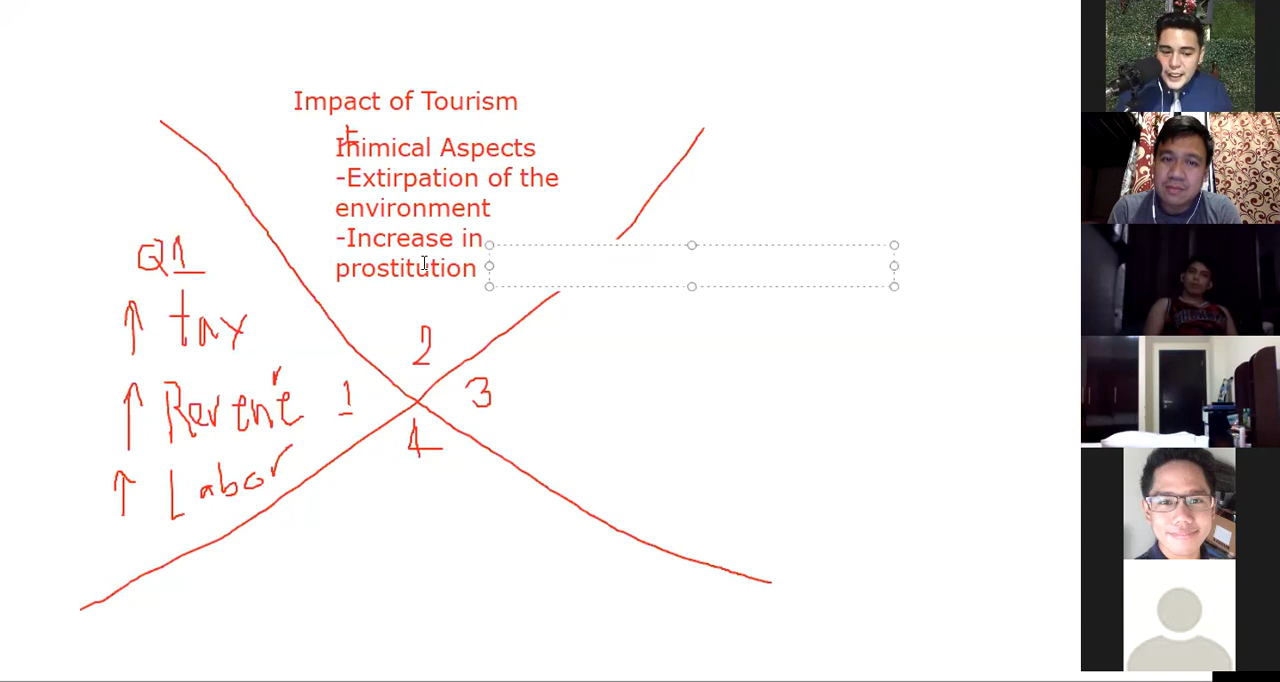 Impact of Tourism
t
Inimical Aspects
-Extirpation of the
environment
-Increase in
prostitution
Q1
↑ tax
↑ Revenue
↑ Labor
1
2
3
4